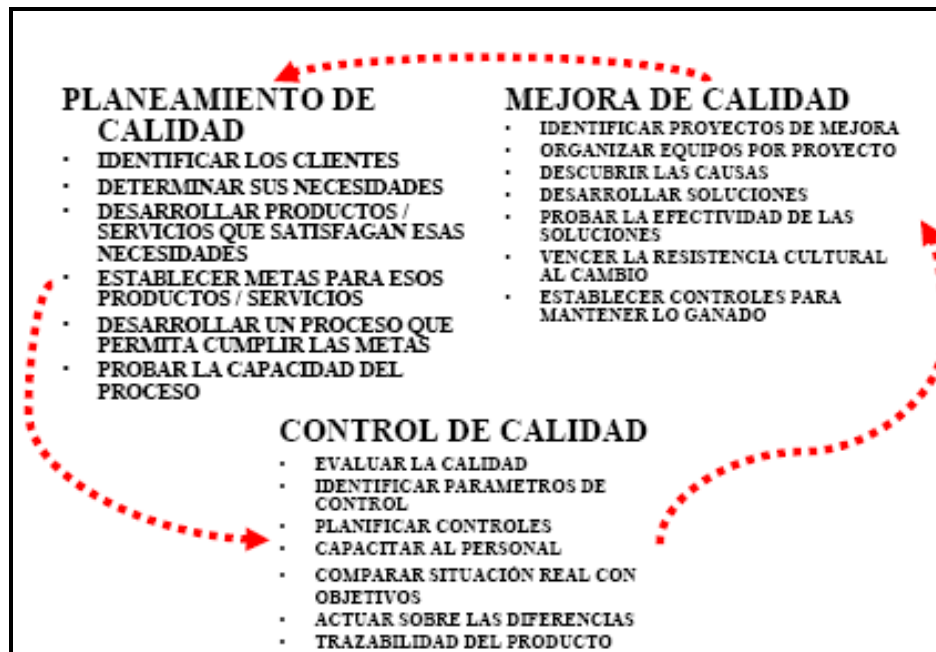 PLANEAMIENTO DE
CALIDAD
· IDENTIFICAR LOS CLIENTES
· DETERMINAR SUS NECESIDADES
· DESARROLLAR PRODUCTOS /
SERVICIOS QUE SATISFAGAN ESAS
NECESIDADES
· ESTABLECER METAS PARA ESOS
PRODUCTOS / SERVICIOS
· DESARROLLAR UN PROCESO QUE
PERMITA CUMPLIR LAS METAS
· PROBAR LA CAPACIDAD DEL
PROCESO
MEJORA DE CALIDAD
· IDENTIFICAR PROYECTOS DE MEJORA
· ORGANIZAR EQUIPOS POR PROYECTO
· DESCUBRIR LAS CAUSAS
· DESARROLLAR SOLUCIONES
· PROBAR LA EFECTIVIDAD DE LAS
SOLUCIONES
· VENCER LA RESISTENCIA CULTURAL
AL CAMBIO
· ESTABLECER CONTROLES PARA
MANTENER LO GANADO
CONTROL DE CALIDAD
· EVALUAR LA CALIDAD
· IDENTIFICAR PARAMETROS DE
CONTROL
· PLANIFICAR CONTROLES
· CAPACITAR AL PERSONAL
· COMPARAR SITUACIÓN REAL CON
OBJETIVOS
· ACTUAR SOBRE LAS DIFERENCIAS
· TRAZABILIDAD DEL PRODUCTO